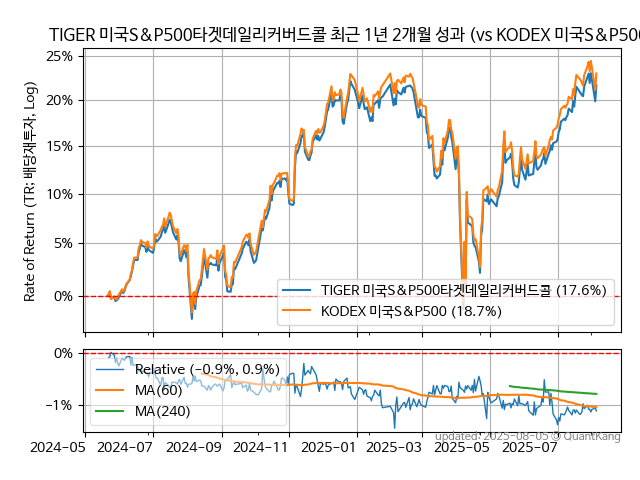 TIGER 미국S&P500타겟데일리커버드콜 최근 1년 2개월 성과 (vs KODEX 미국S&P500
Rate of Return (TR: 배당재투자, Log)
25%
20%
15%
10%
5%
0%
TIGER 미국S&P500타겟데일리커버드콜 (17.6%)
KODEX 미국S&P500 (18.7%)
0%
−1%
Relative (−0.9%, 0.9%)
MA(60)
MA(240)
2024-05 2024-07 2024-09 2024-11 2025-01 2025-03 2025-05 2025-07
updated: 2025-08-05 © QuantKang